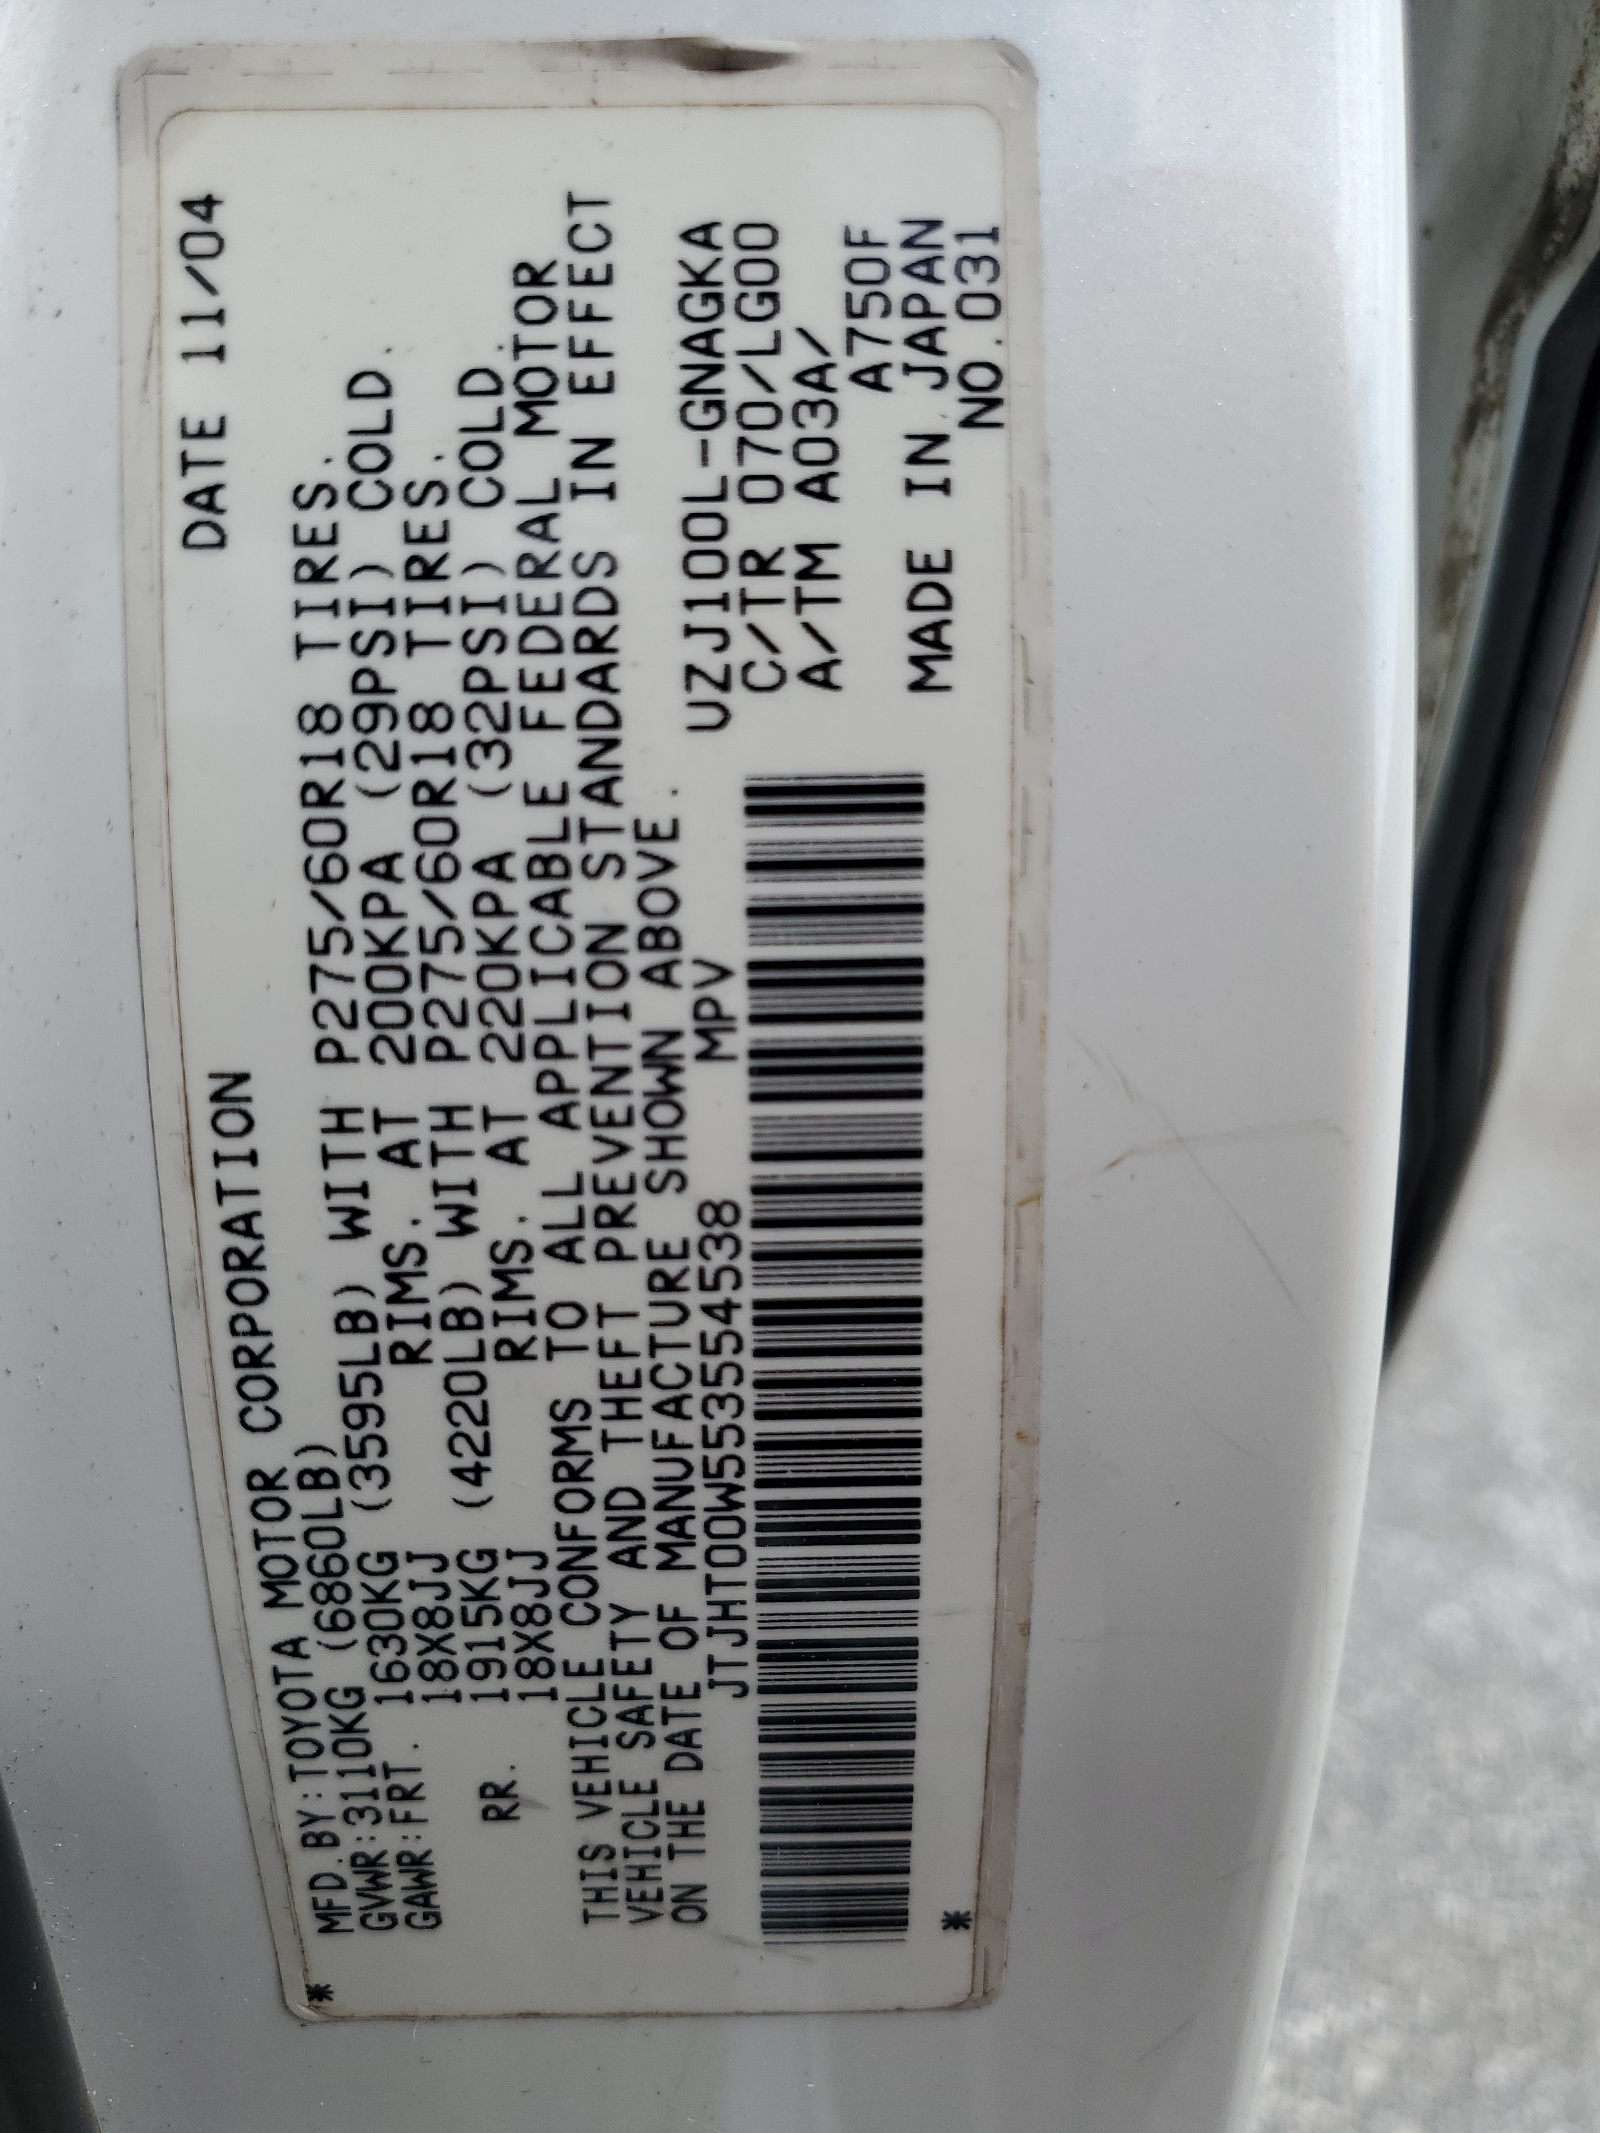 MFD.BY:TOYOTA MOTOR CORPORATION DATE 11/04
GVWR:3110KG (6860LB)
GAWR:FRT. 1630KG (3595LB) WITH P275/60R18 TIRES.
18X8JJ RIMS. AT 200KPA (29PSI) COLD.
RR. 1915KG (4220LB) WITH P275/60R18 TIRES.
18X8JJ RIMS. AT 220KPA (32PSI) COLD.
THIS VEHICLE CONFORMS TO ALL APPLICABLE FEDERAL MOTOR
VEHICLE SAFETY AND THEFT PREVENTION STANDARDS IN EFFECT
ON THE DATE OF MANUFACTURE SHOWN ABOVE.
JTJHT00W553554538 MPV UZJ100L-GNAGKA
C/TR 070/LG00
A/TM A03A/
A750F
MADE IN JAPAN
NO.031
* *